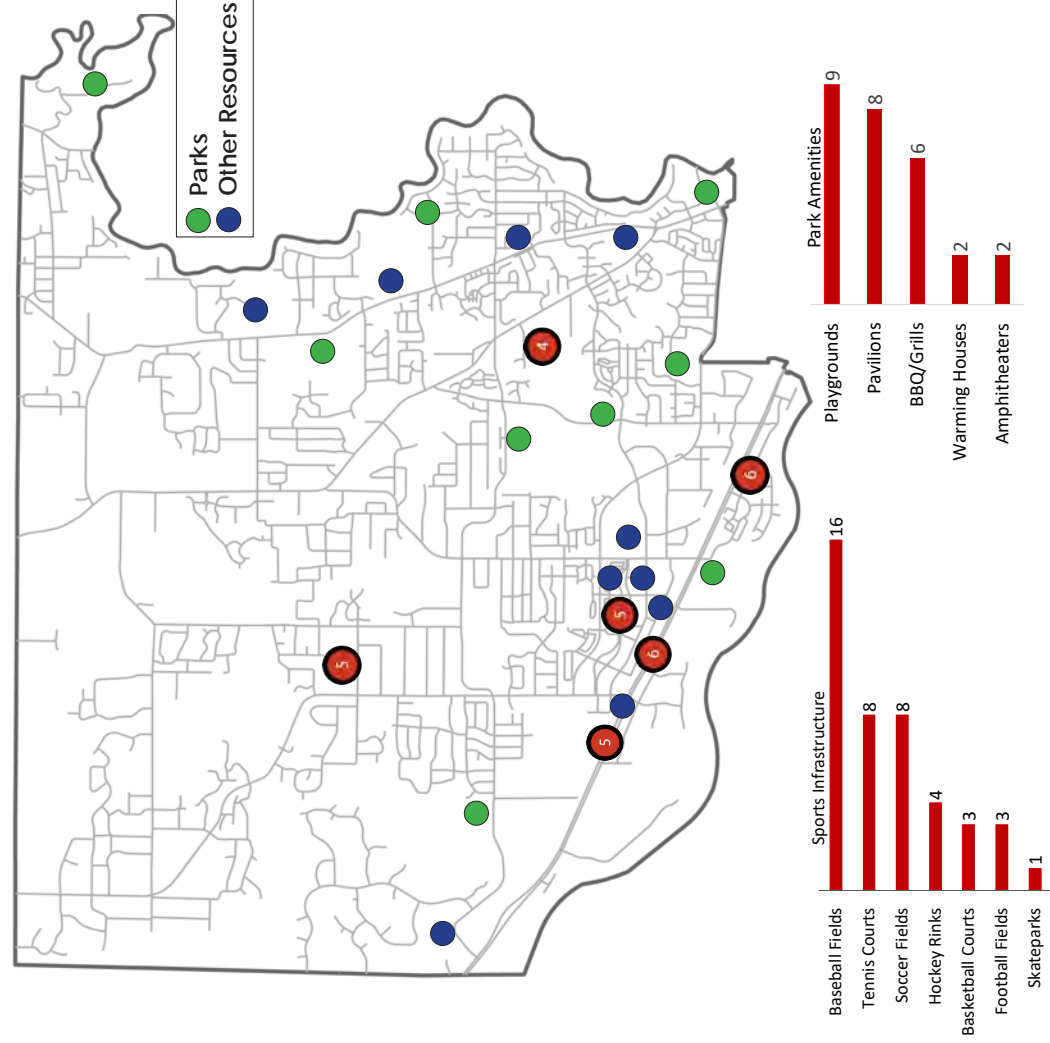 Parks
Other Resources
4
5
5
6
5
6
Sports Infrastructure
Baseball Fields 16
Tennis Courts 8
Soccer Fields 8
Hockey Rinks 4
Basketball Courts 3
Football Fields 3
Skateparks 1
Park Amenities
Playgrounds 9
Pavilions 8
BBQ/Grills 6
Warming Houses 2
Amphitheaters 2